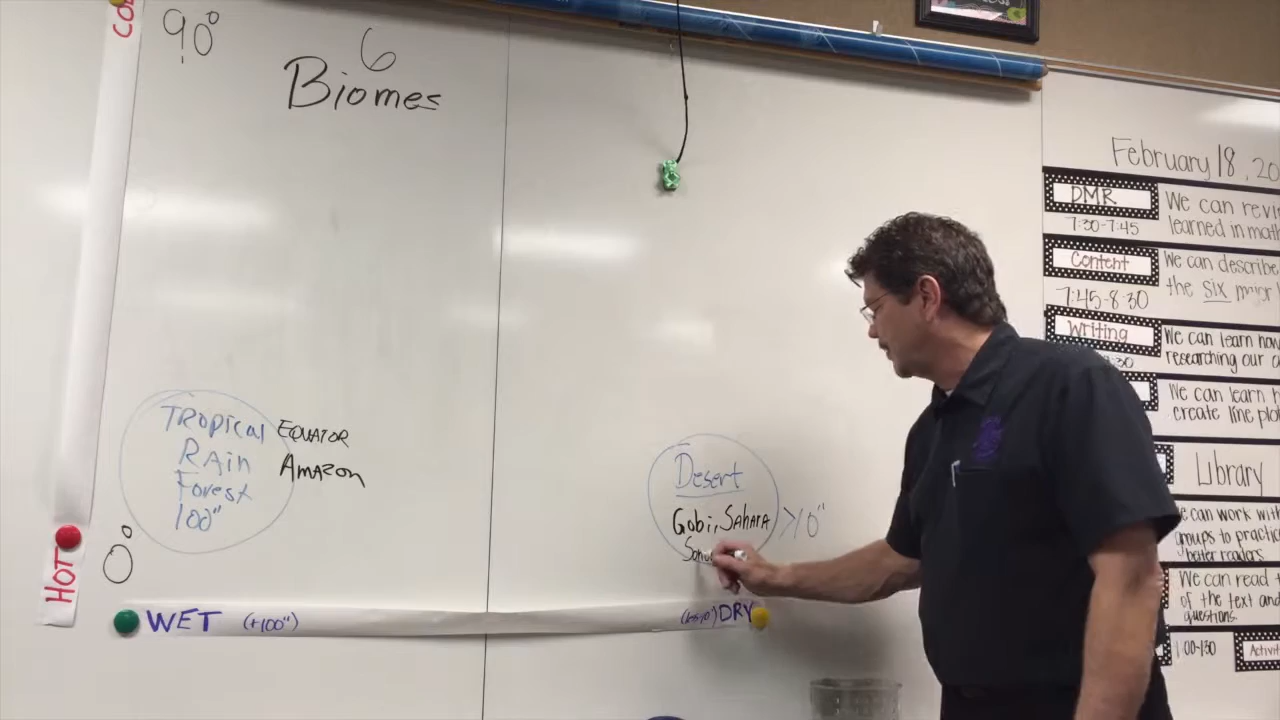 90°
6
Biomes
TROpical
RAin
Forest
100"
EQUATOR
AMAZON
Desert
Gobi, SAHARA
>10"
0°
HOT
WET (+100")
DRY
February 18, 20
DMR
7:30-7:45
We can revi
learned in math
Content
7:45-8:30
We can describe
the six major
Writing
:30
We can learn how
researching our
We can learn h
create line plo
Library
e can work with
groups to practic
better readers.
We can read t
of the text and
questions.
1:00-1:30
Activit